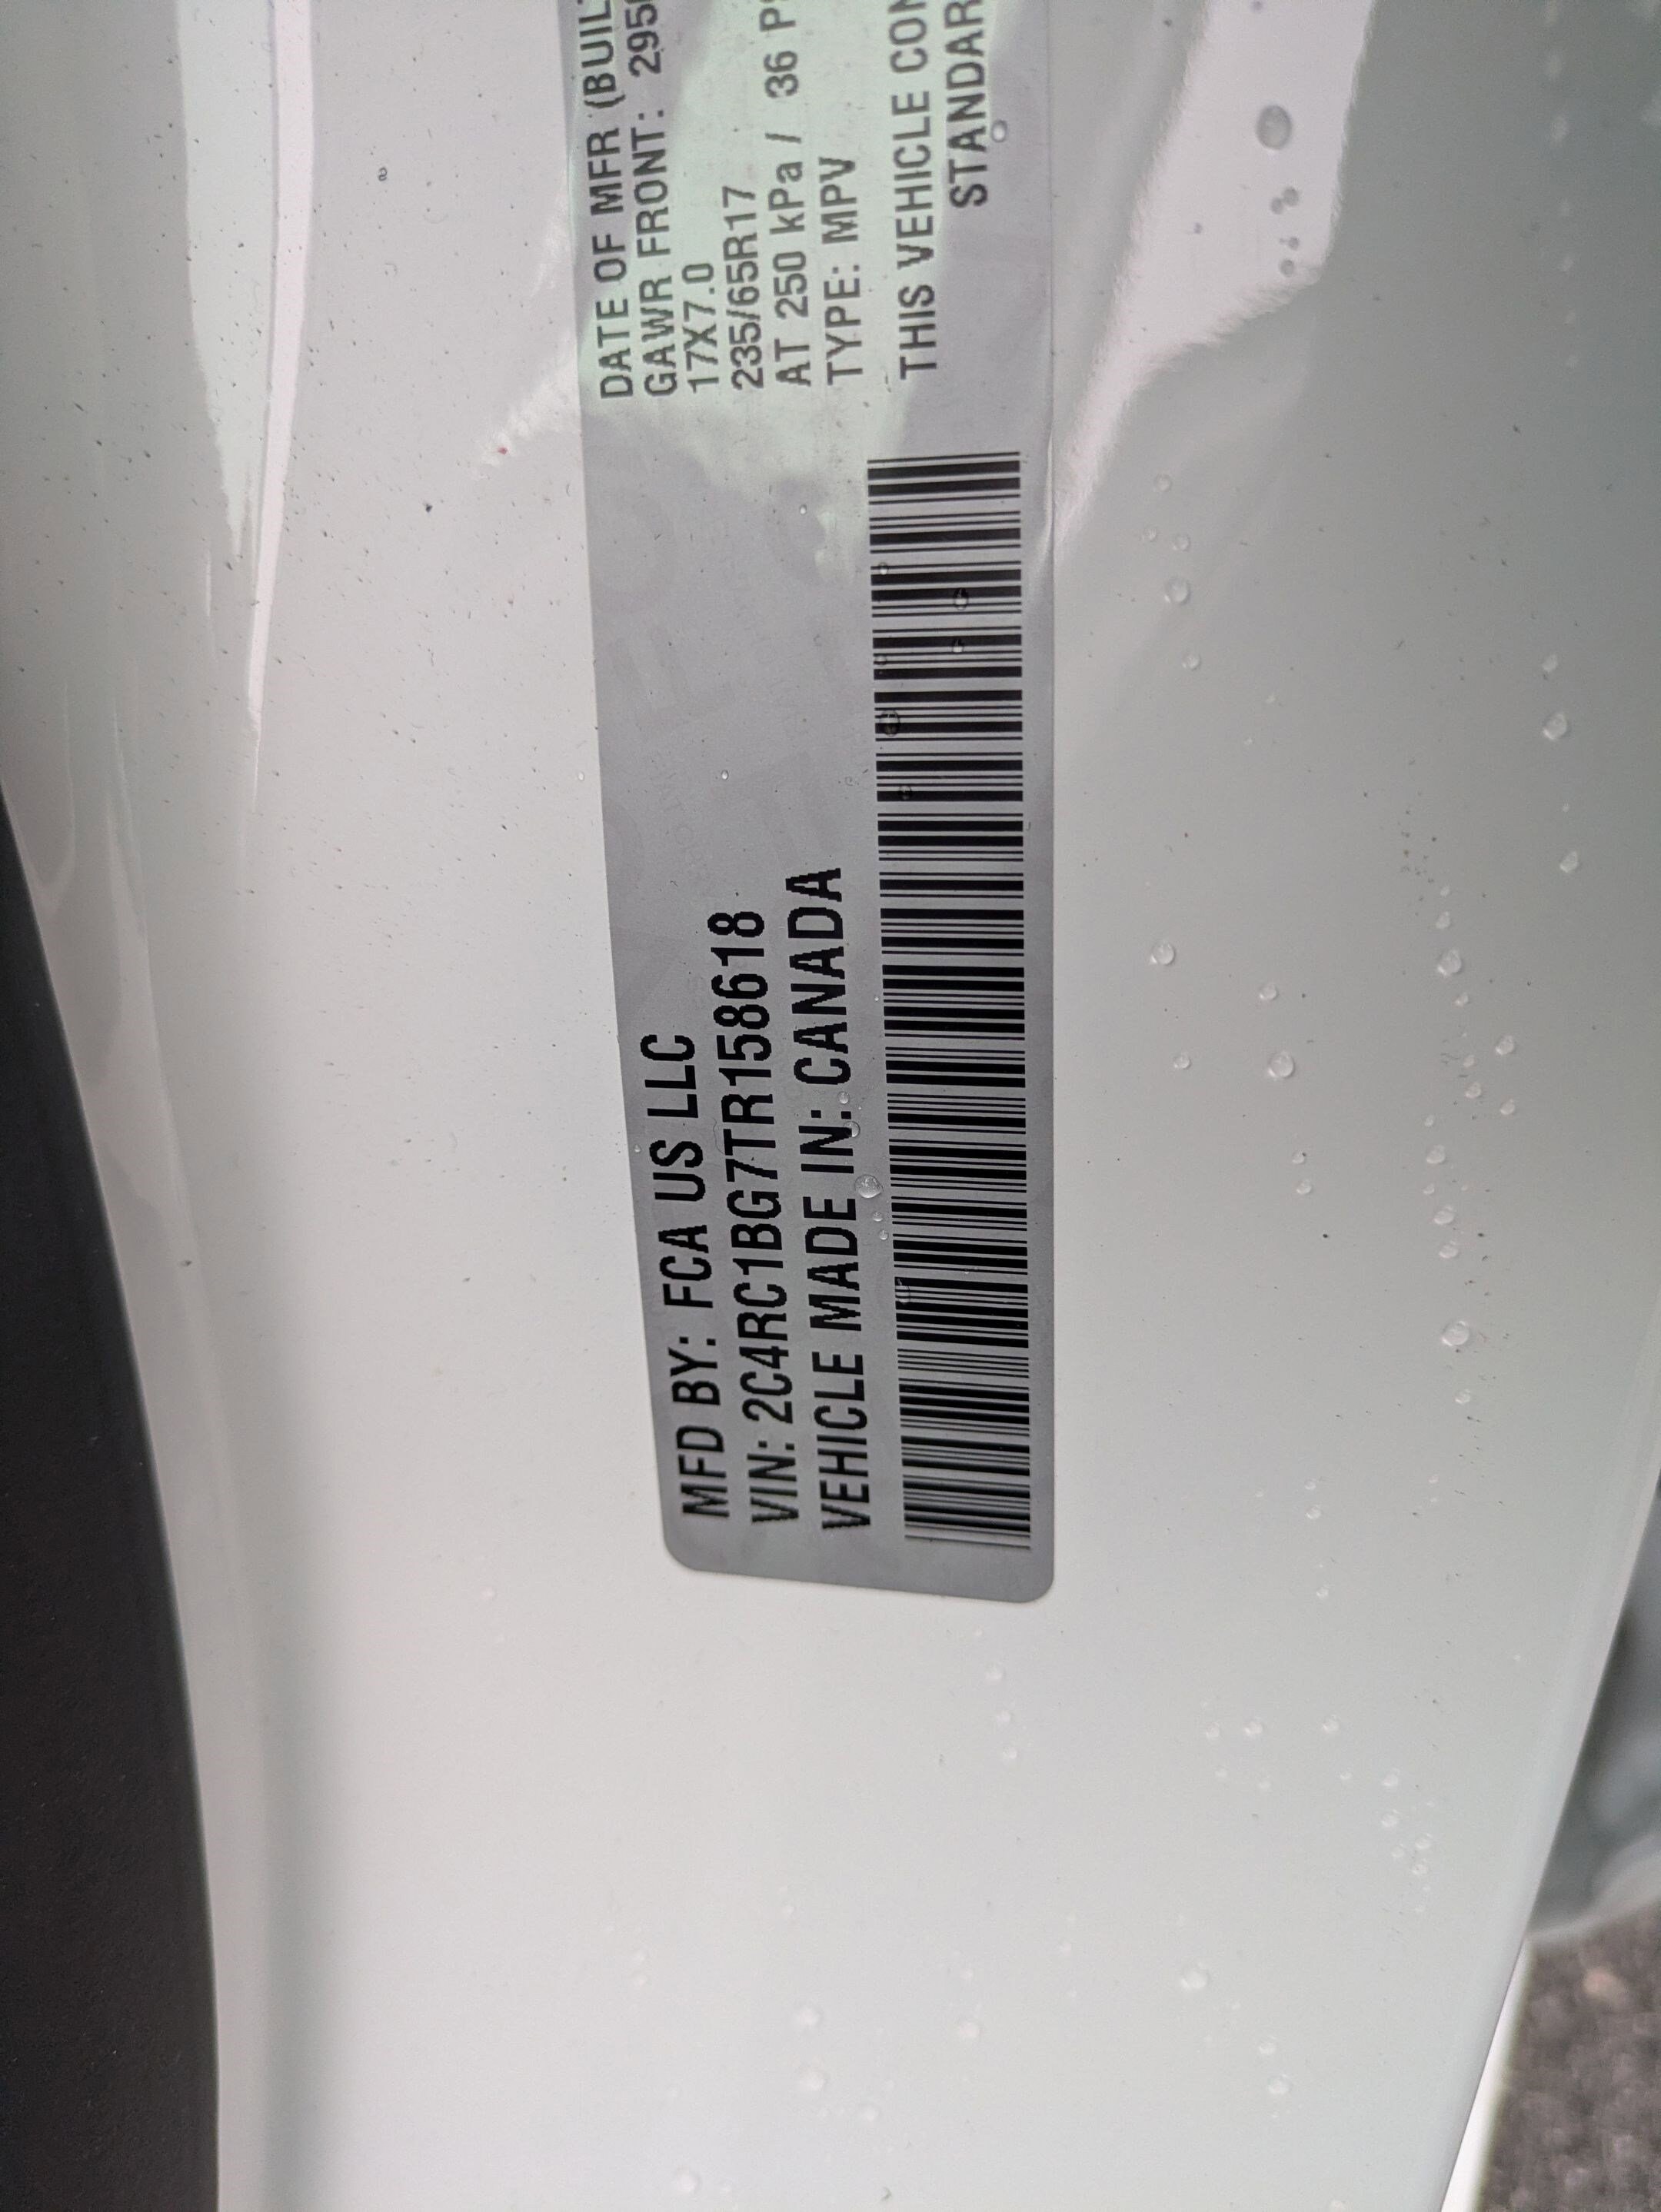 MFD BY: FCA US LLC
VIN: 2C4RC1BG7TR158618
VEHICLE MADE IN: CANADA
DATE OF MFR (BUIL
GAWR FRONT: 295
17X7.0
235/65R17
AT 250 kPa / 36 P
TYPE: MPV
THIS VEHICLE CON
STANDAR